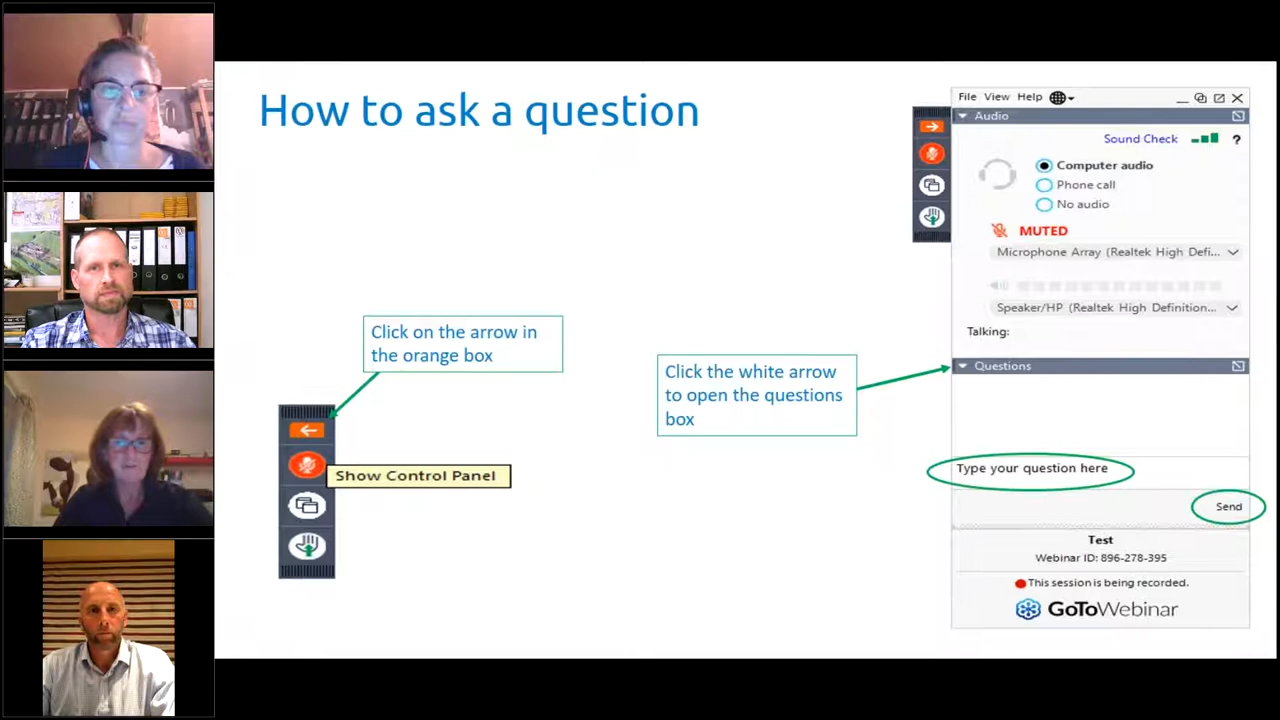 How to ask a question
Click on the arrow in
the orange box
Show Control Panel
Click the white arrow
to open the questions
box
File View Help
Audio
Sound Check ?
Computer audio
Phone call
No audio
MUTED
Microphone Array (Realtek High Defi...
Speaker/HP (Realtek High Definition...
Talking:
Questions
Type your question here
Send
Test
Webinar ID: 896-278-395
This session is being recorded.
GoToWebinar